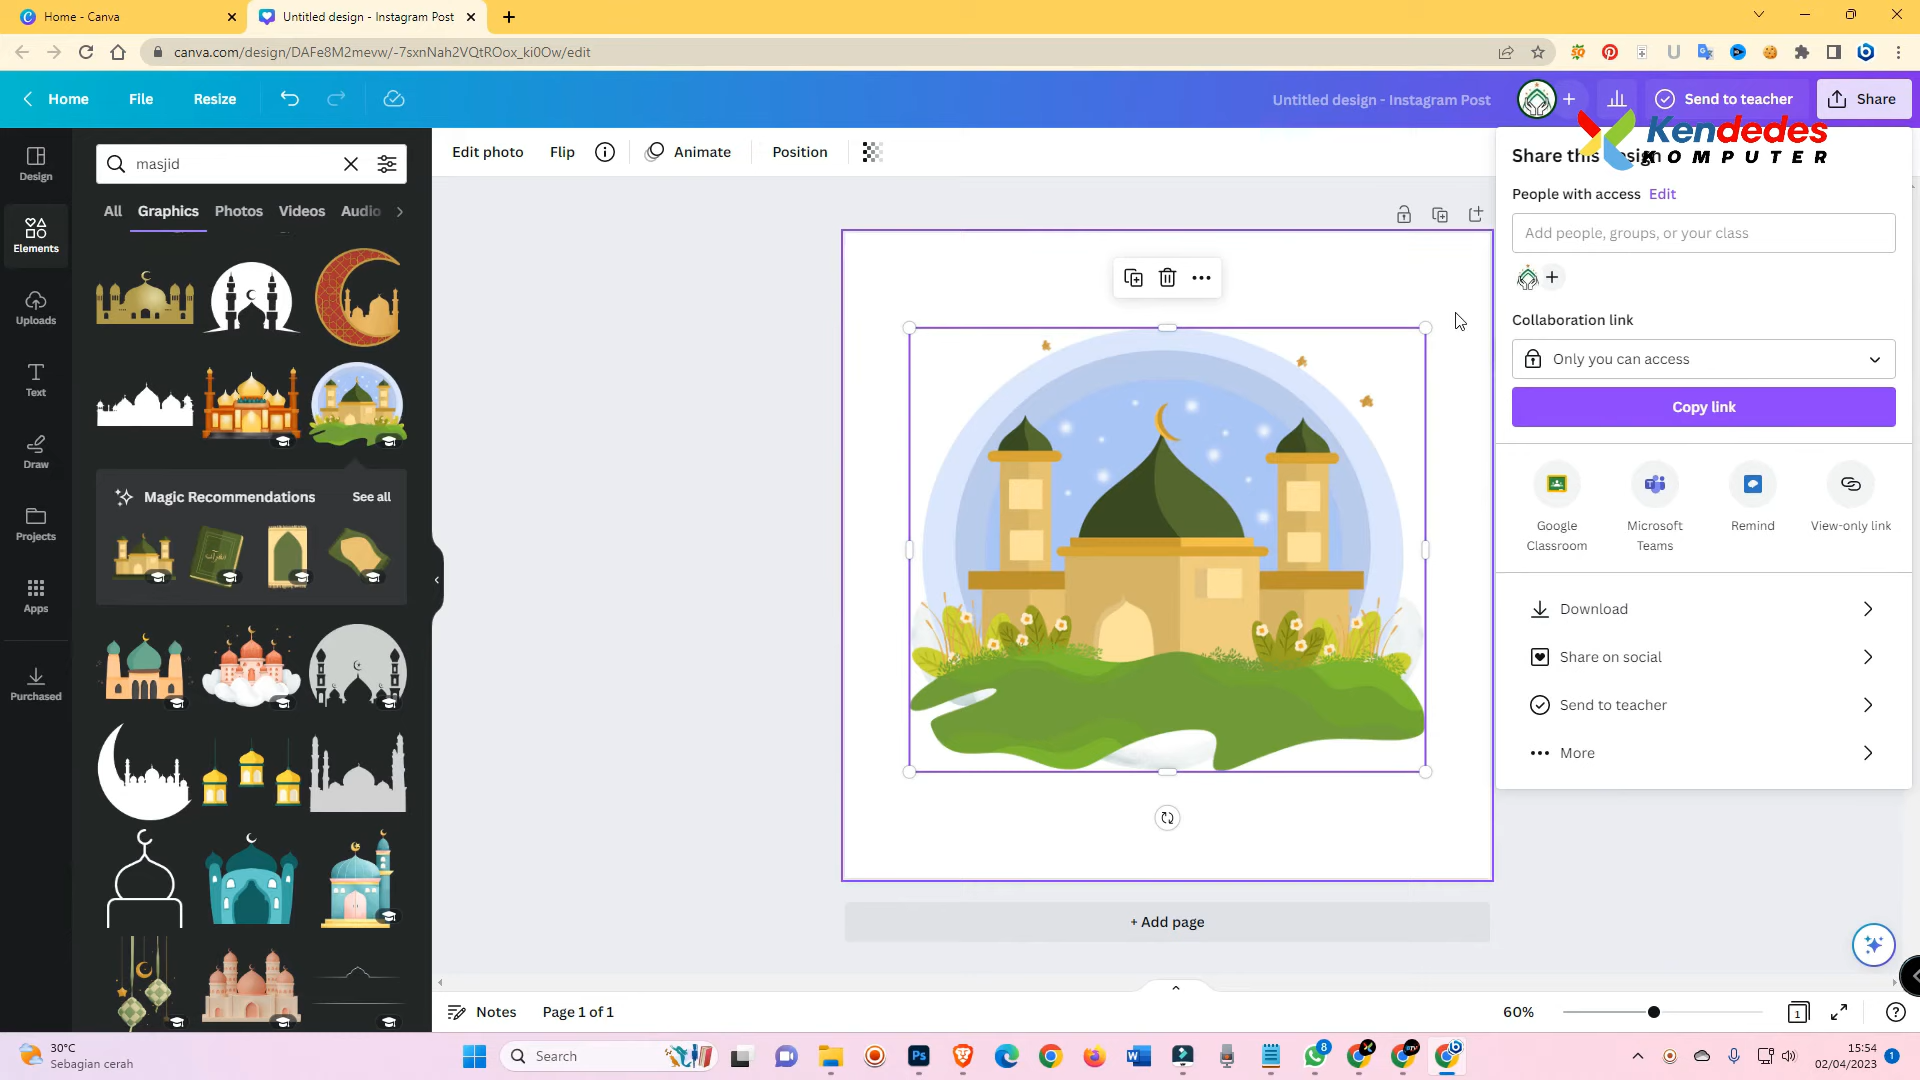 Home - Canva
Untitled design - Instagram Post
canva.com/design/DAFe8M2mevw/-7sxnNah2VQtROox_ki0Ow/edit
Home
File
Resize
Untitled design - Instagram Post
Send to teacher
Share
Kendedes
KOMPUTER
Design
Elements
Uploads
Text
Draw
Projects
Apps
Purchased
masjid
All
Graphics
Photos
Videos
Audio
Magic Recommendations
See all
Edit photo
Flip
Animate
Position
+ Add page
Share this design
People with access
Edit
Add people, groups, or your class
Collaboration link
Only you can access
Copy link
Google
Classroom
Microsoft
Teams
Remind
View-only link
Download
Share on social
Send to teacher
More
Notes
Page 1 of 1
60%
1
30°C
Sebagian cerah
Search
8
15:54
02/04/2023
1